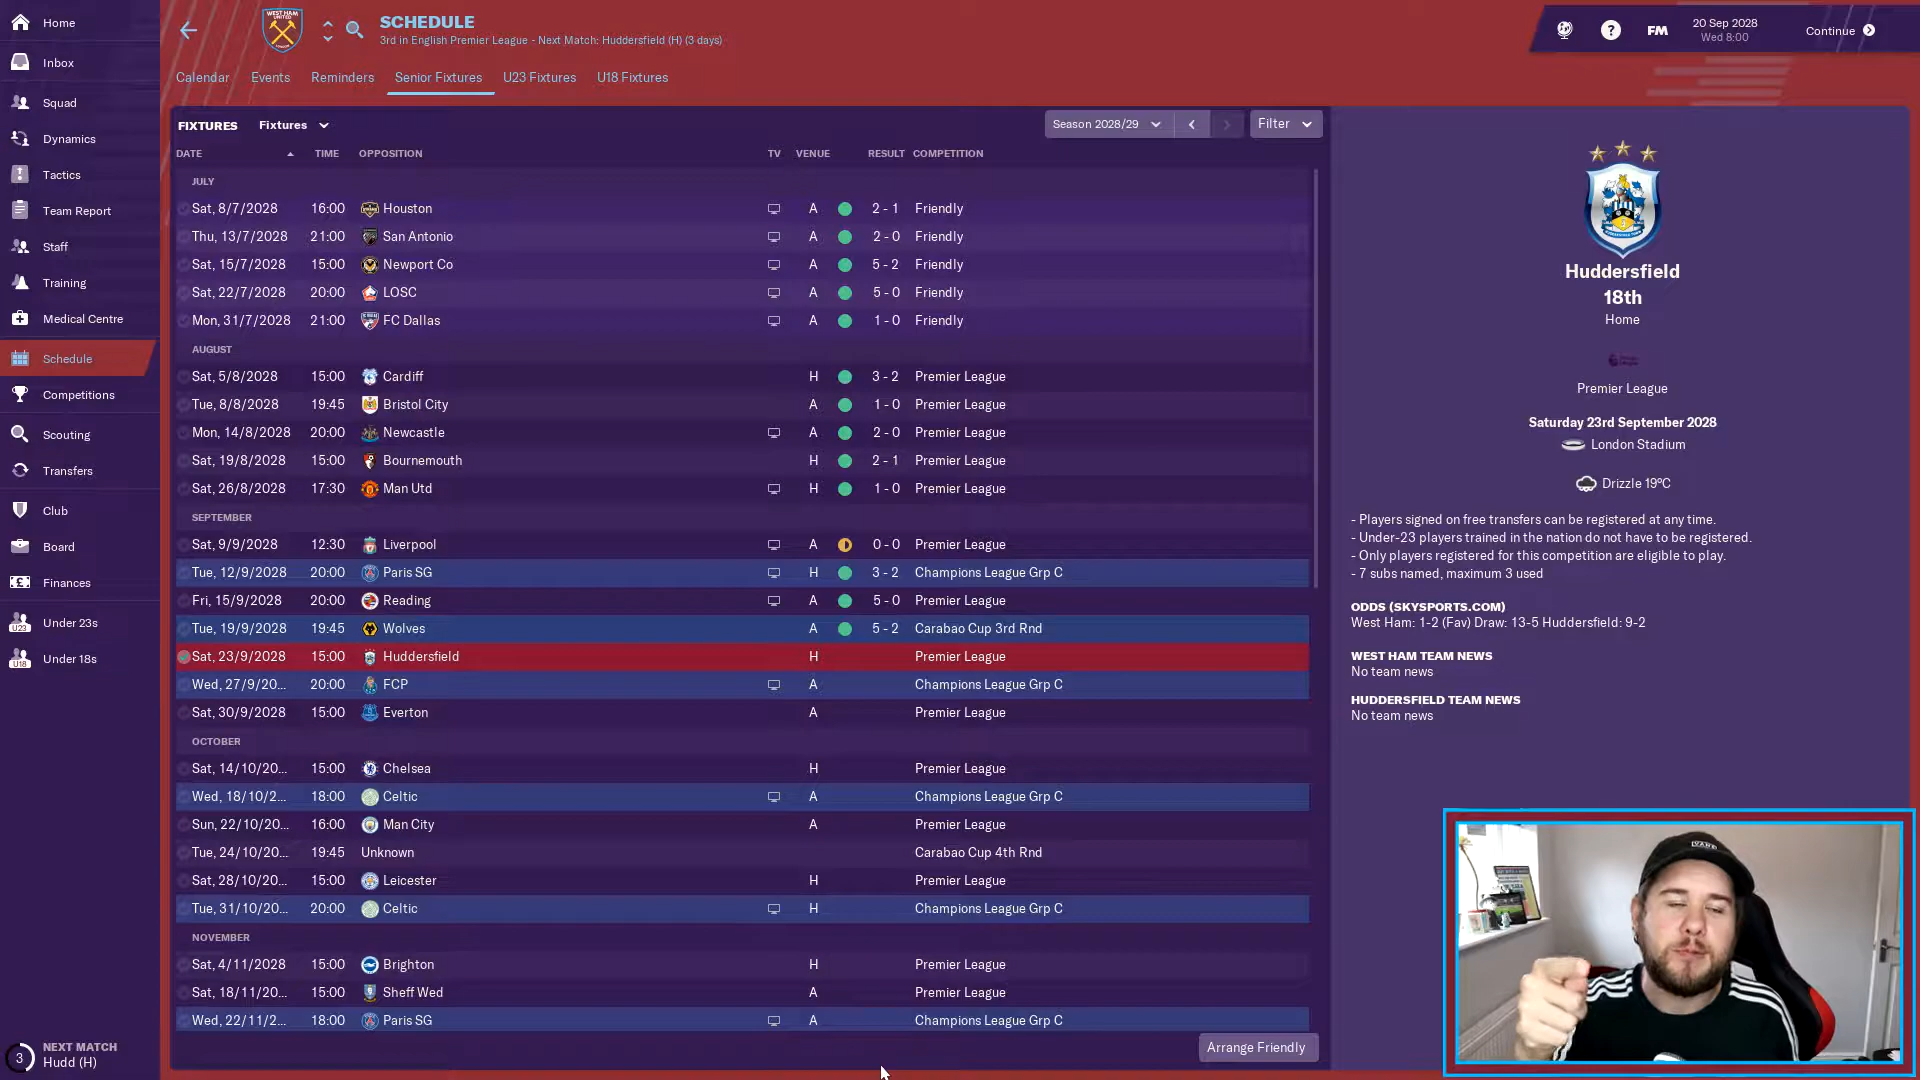 Home
Inbox
Squad
Dynamics
Tactics
Team Report
Staff
Training
Medical Centre
Schedule
Competitions
Scouting
Transfers
Club
Board
Finances
U23
Under 23s
U18
Under 18s
3
NEXT MATCH
Hudd (H)
WEST HAM
UNITED
SCHEDULE
3rd in English Premier League - Next Match: Huddersfield (H) (3 days)
?
FM
20 Sep 2028
Wed 8:00
Continue
Calendar Events Reminders Senior Fixtures U23 Fixtures U18 Fixtures
FIXTURES Fixtures Season 2028/29 Filter
DATE TIME OPPOSITION TV VENUE RESULT COMPETITION
JULY
Sat, 8/7/2028 16:00 Houston A 2 - 1 Friendly
Thu, 13/7/2028 21:00 San Antonio A 2 - 0 Friendly
Sat, 15/7/2028 15:00 Newport Co A 5 - 2 Friendly
Sat, 22/7/2028 20:00 LOSC A 5 - 0 Friendly
Mon, 31/7/2028 21:00 FC Dallas A 1 - 0 Friendly
AUGUST
Sat, 5/8/2028 15:00 Cardiff H 3 - 2 Premier League
Tue, 8/8/2028 19:45 Bristol City A 1 - 0 Premier League
Mon, 14/8/2028 20:00 Newcastle A 2 - 0 Premier League
Sat, 19/8/2028 15:00 Bournemouth H 2 - 1 Premier League
Sat, 26/8/2028 17:30 Man Utd H 1 - 0 Premier League
SEPTEMBER
Sat, 9/9/2028 12:30 Liverpool A 0 - 0 Premier League
Tue, 12/9/2028 20:00 Paris SG H 3 - 2 Champions League Grp C
Fri, 15/9/2028 20:00 Reading A 5 - 0 Premier League
Tue, 19/9/2028 19:45 Wolves A 5 - 2 Carabao Cup 3rd Rnd
Sat, 23/9/2028 15:00 Huddersfield H Premier League
Wed, 27/9/20... 20:00 FCP A Champions League Grp C
Sat, 30/9/2028 15:00 Everton A Premier League
OCTOBER
Sat, 14/10/20... 15:00 Chelsea H Premier League
Wed, 18/10/2... 18:00 Celtic A Champions League Grp C
Sun, 22/10/20... 16:00 Man City A Premier League
Tue, 24/10/20... 19:45 Unknown Carabao Cup 4th Rnd
Sat, 28/10/20... 15:00 Leicester H Premier League
Tue, 31/10/20... 20:00 Celtic H Champions League Grp C
NOVEMBER
Sat, 4/11/2028 15:00 Brighton H Premier League
Sat, 18/11/20... 15:00 Sheff Wed A Premier League
Wed, 22/11/2... 18:00 Paris SG A Champions League Grp C
Arrange Friendly
Huddersfield
18th
Home
Premier League
Saturday 23rd September 2028
London Stadium
Drizzle 19ºC
- Players signed on free transfers can be registered at any time.
- Under-23 players trained in the nation do not have to be registered.
- Only players registered for this competition are eligible to play.
- 7 subs named, maximum 3 used
ODDS (SKYSPORTS.COM)
West Ham: 1-2 (Fav) Draw: 13-5 Huddersfield: 9-2
WEST HAM TEAM NEWS
No team news
HUDDERSFIELD TEAM NEWS
No team news
VANS